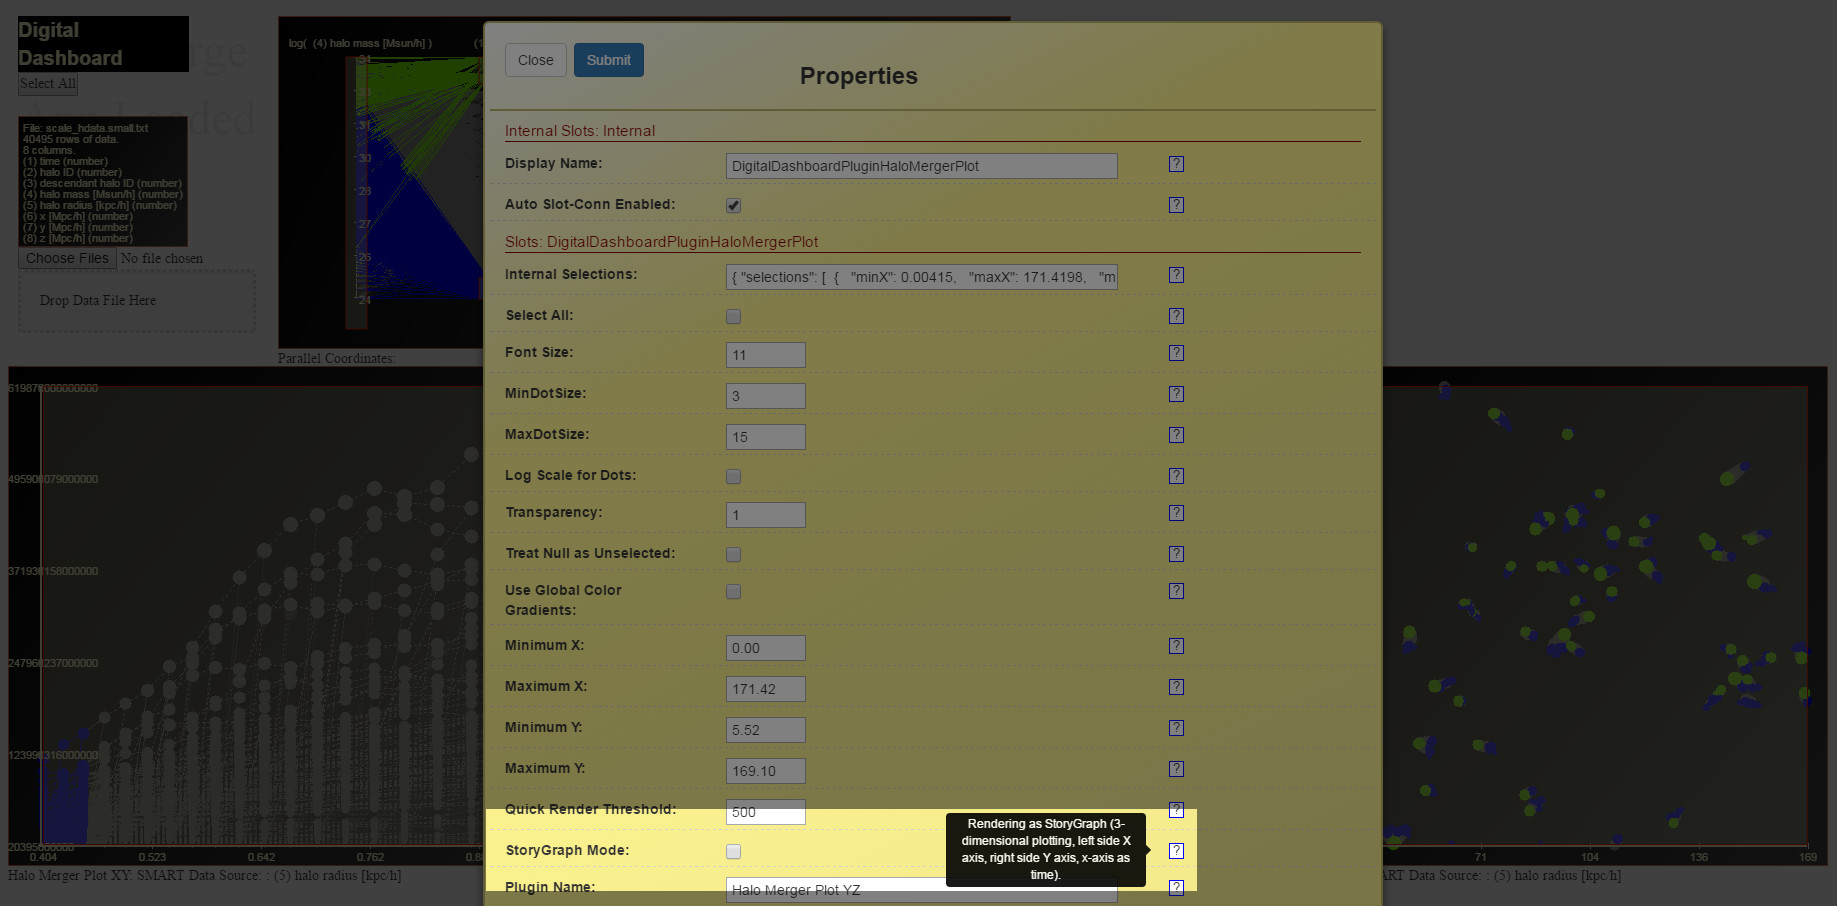 Digital
Dashboard
Select All
File: scale_hdata.small.txt
40495 rows of data.
8 columns.
(1) time (number)
(2) halo ID (number)
(3) descendant halo ID (number)
(4) halo mass [Msun/h] (number)
(5) halo radius [kpc/h] (number)
(6) x [Mpc/h] (number)
(7) y [Mpc/h] (number)
(8) z [Mpc/h] (number)
Choose Files No file chosen
Drop Data File Here
log( (4) halo mass [Msun/h] )
34
33
31
30
28
27
26
24
Parallel Coordinates:
Close
Submit
Properties
Internal Slots: Internal
Display Name: DigitalDashboardPluginHaloMergerPlot ?
Auto Slot-Conn Enabled: ?
Slots: DigitalDashboardPluginHaloMergerPlot
Internal Selections: { "selections": [ { "minX": 0.00415, "maxX": 171.4198, "m ?
Select All: ?
Font Size: 11 ?
MinDotSize: 3 ?
MaxDotSize: 15 ?
Log Scale for Dots: ?
Transparency: 1 ?
Treat Null as Unselected: ?
Use Global Color
Gradients: ?
Minimum X: 0.00 ?
Maximum X: 171.42 ?
Minimum Y: 5.52 ?
Maximum Y: 169.10 ?
Quick Render Threshold: 500 ?
StoryGraph Mode: ?
Rendering as StoryGraph (3-
dimensional plotting, left side X
axis, right side Y axis, x-axis as
time).
Plugin Name: Halo Merger Plot YZ ?
0.404 0.523 0.642 0.762
Halo Merger Plot XY: SMART Data Source: : (5) halo radius [kpc/h]
71 104 136 169
Data Source: : (5) halo radius [kpc/h]